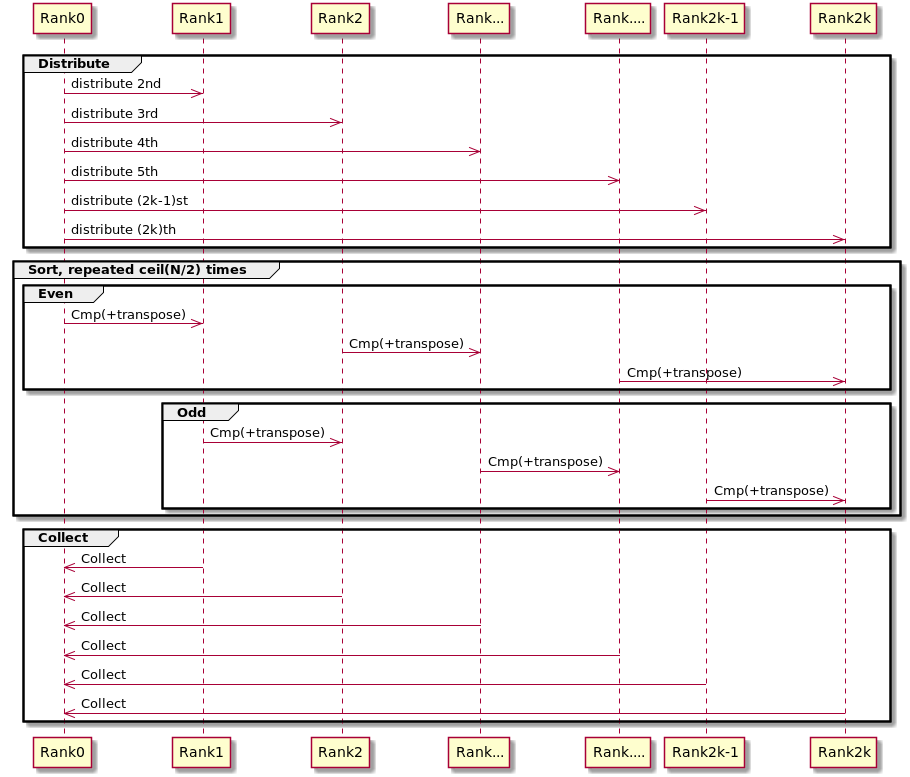 Rank0 Rank1 Rank2 Rank... Rank.... Rank2k-1 Rank2k
Distribute
distribute 2nd
distribute 3rd
distribute 4th
distribute 5th
distribute (2k-1)st
distribute (2k)th
Sort, repeated ceil(N/2) times
Even
Cmp(+transpose)
Cmp(+transpose)
Cmp(+transpose)
Odd
Cmp(+transpose)
Cmp(+transpose)
Cmp(+transpose)
Collect
Collect
Collect
Collect
Collect
Collect
Collect
Rank0 Rank1 Rank2 Rank... Rank.... Rank2k-1 Rank2k